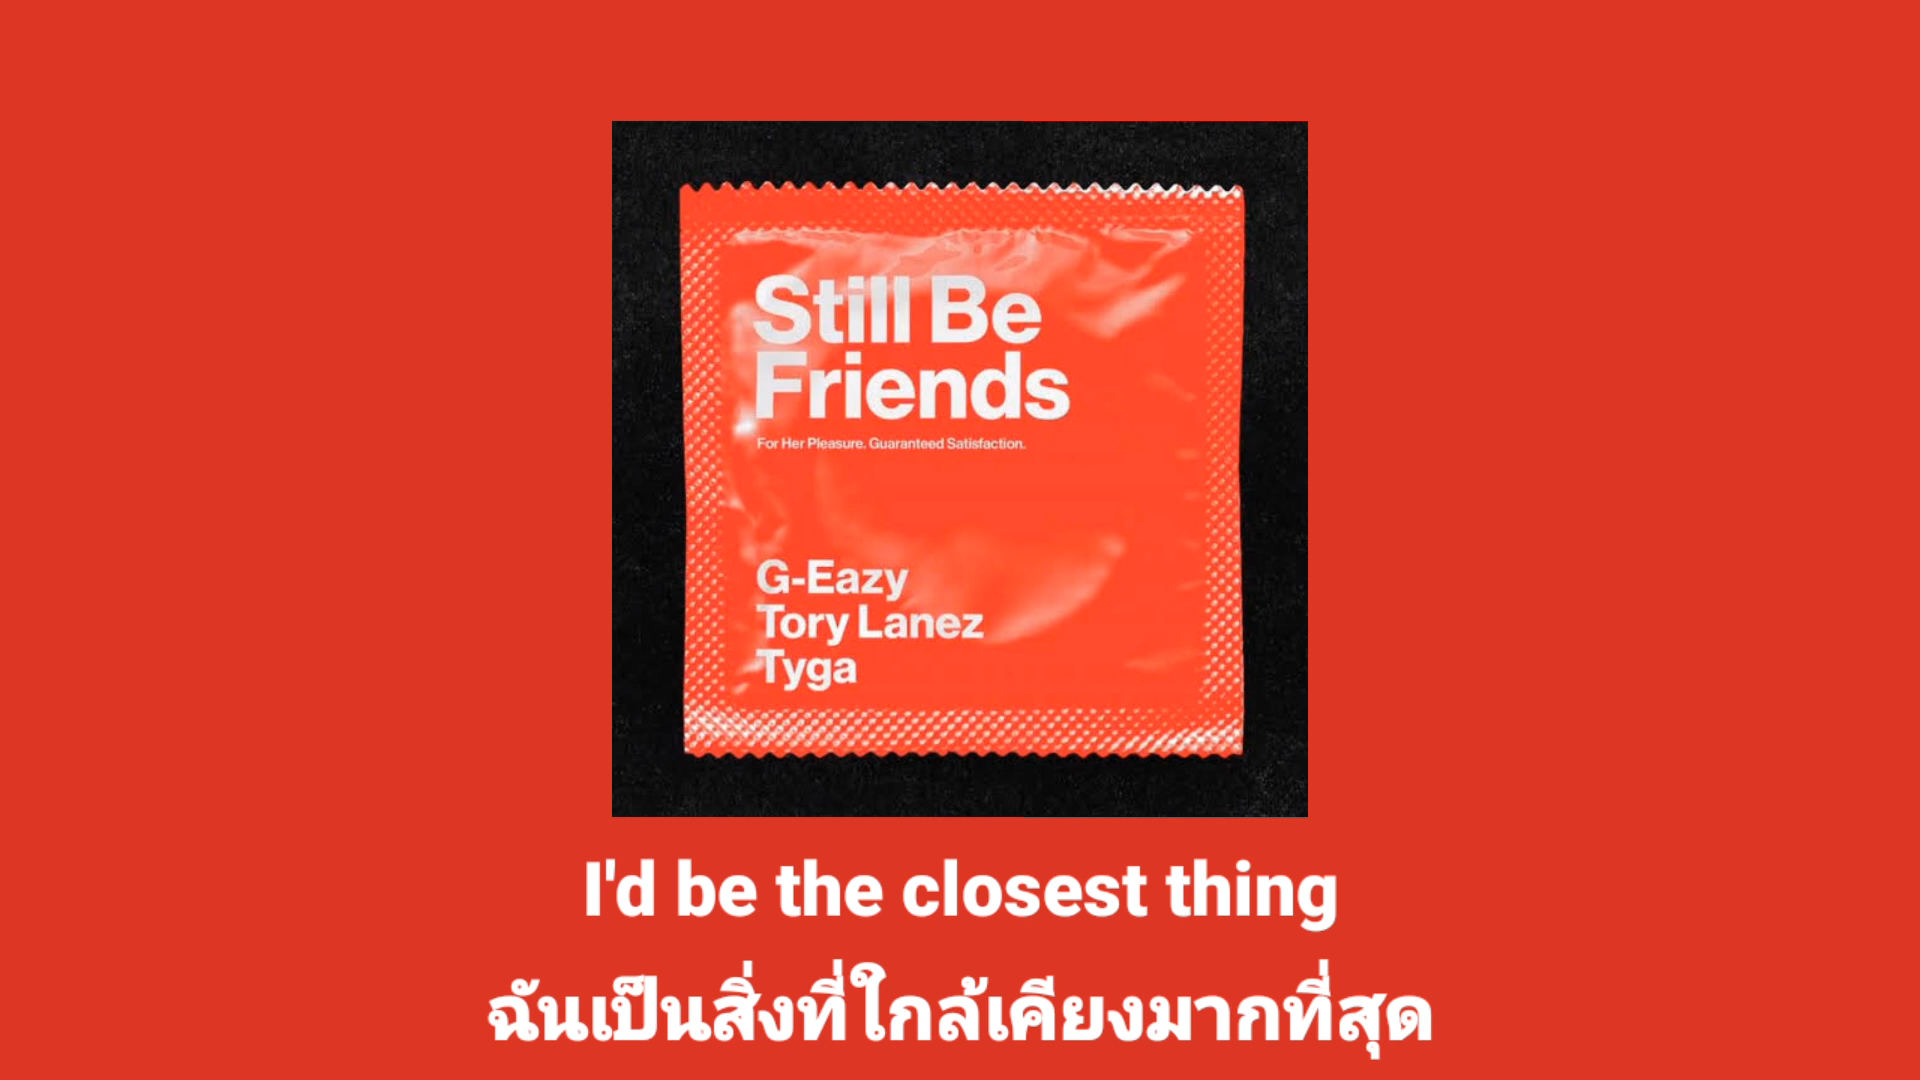 Still Be
Friends
For Her Pleasure. Guaranteed Satisfaction.
G-Eazy
Tory Lanez
Tyga
I'd be the closest thing
ฉันเป็นสิ่งที่ใกล้เคียงมากที่สุด